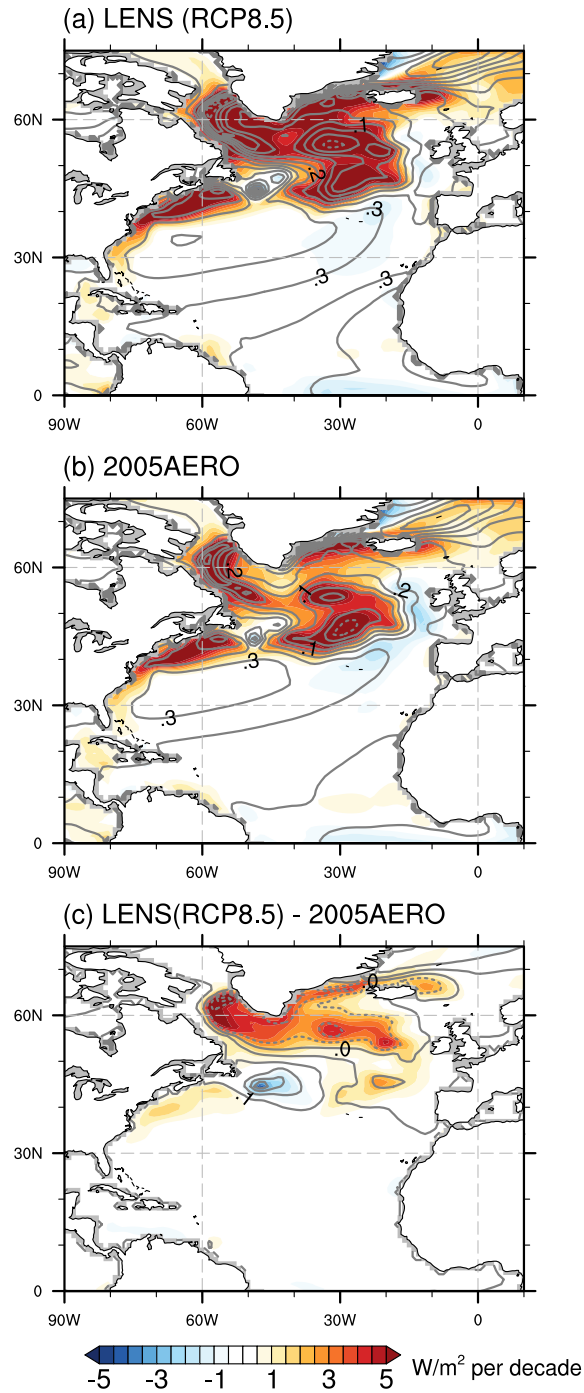 (a) LENS (RCP8.5)
60N
30N
0
90W 60W 30W 0
.1
.2
.3
.3
.3
(b) 2005AERO
60N
30N
0
90W 60W 30W 0
.2
.1
.2
.1
.3
.3
(c) LENS(RCP8.5) - 2005AERO
60N
30N
0
90W 60W 30W 0
.0
.0
.1
-5 -3 -1 1 3 5 W/m² per decade